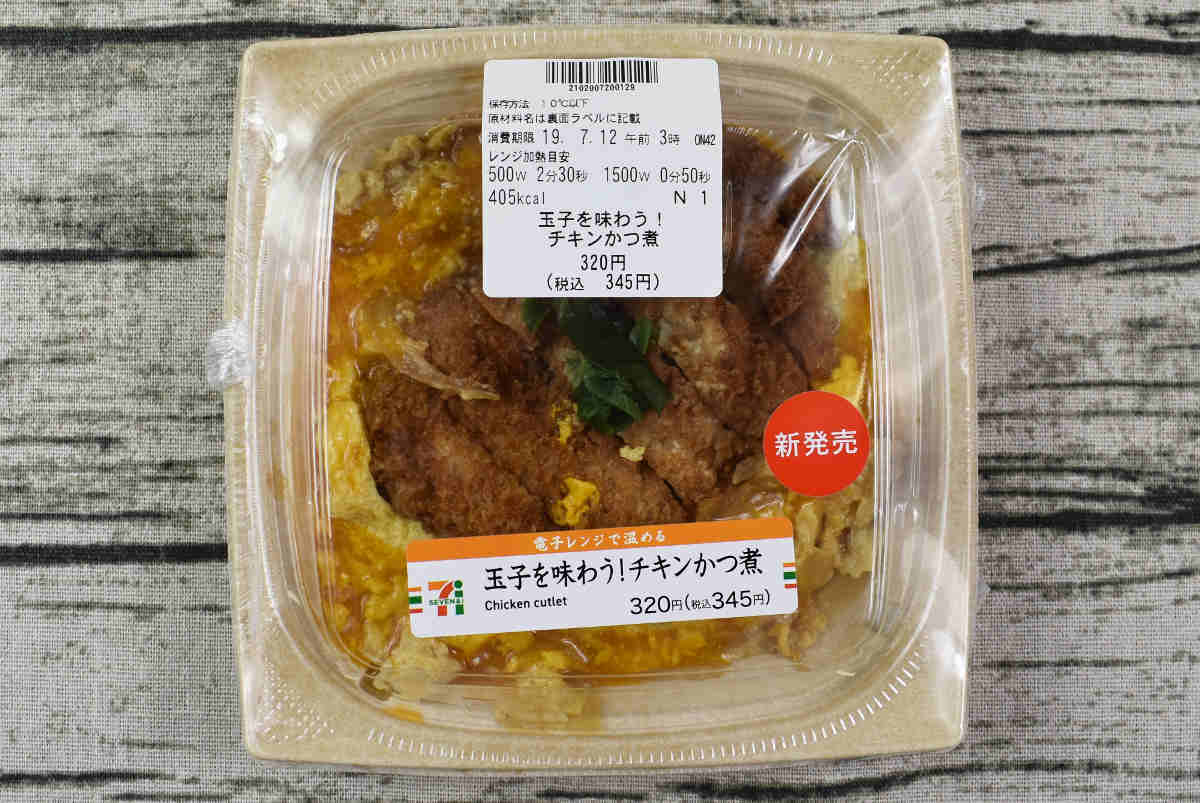 2102907200129
保存方法 10℃以下
原材料名は裏面ラベルに記載
消費期限 19. 7.12 午前 3時 0N42
レンジ加熱目安
500W 2分30秒 1500W 0分50秒
405kcal N 1
玉子を味わう!
チキンかつ煮
320円
(税込 345円)
新発売
電子レンジで温める
玉子を味わう!チキンかつ煮
SEVEN&i
Chicken cutlet
320円(税込345円)